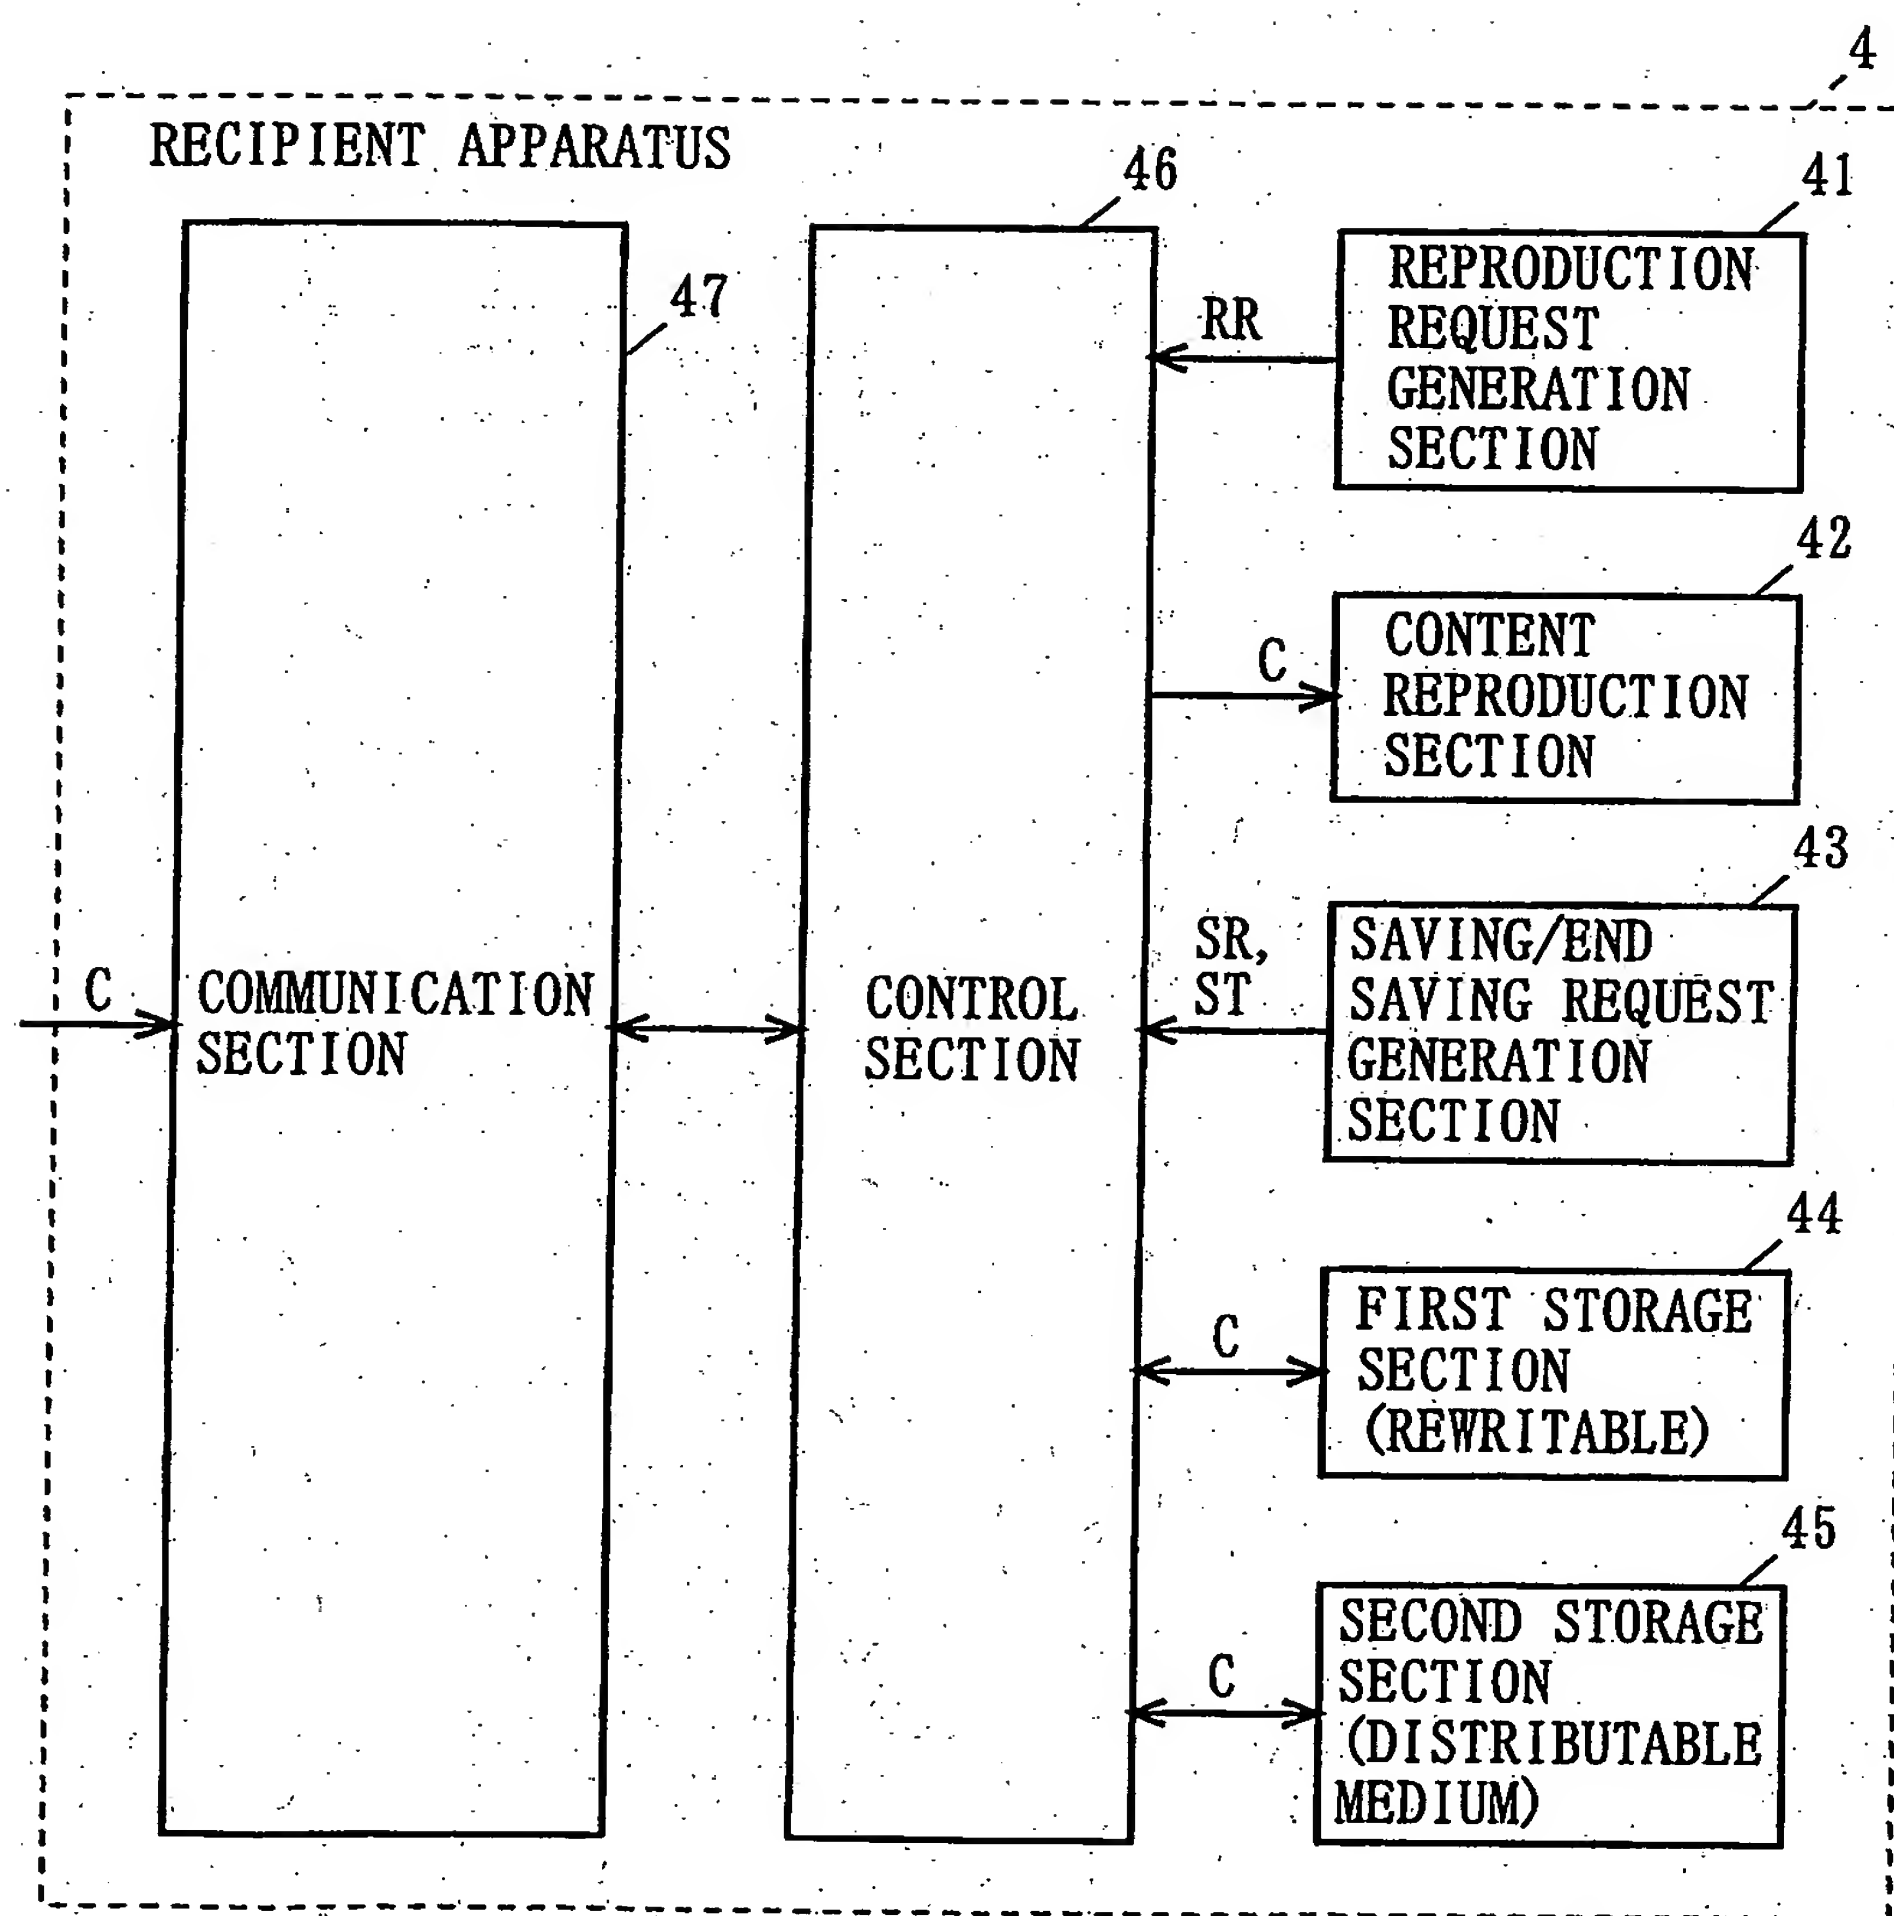 4
RECIPIENT APPARATUS
46
41
47
REPRODUCTION
REQUEST
GENERATION
SECTION
RR
42
CONTENT
REPRODUCTION
SECTION
C
43
SAVING/END
SAVING REQUEST
GENERATION
SECTION
SR,
ST
C
COMMUNICATION
SECTION
CONTROL
SECTION
44
FIRST STORAGE
SECTION
(REWRITABLE)
C
45
SECOND STORAGE
SECTION
(DISTRIBUTABLE
MEDIUM)
C